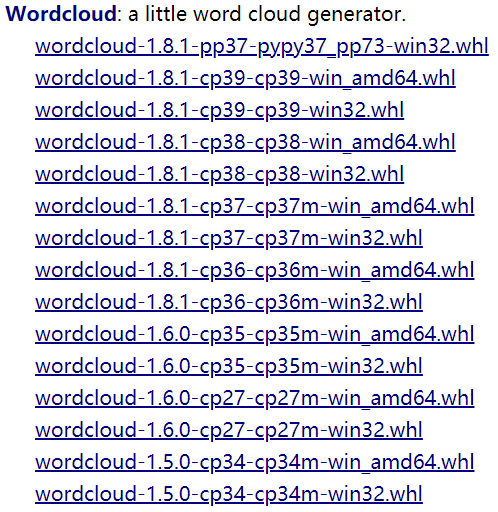 Wordcloud: a little word cloud generator.
wordcloud-1.8.1-pp37-pypy37_pp73-win32.whl
wordcloud-1.8.1-cp39-cp39-win_amd64.whl
wordcloud-1.8.1-cp39-cp39-win32.whl
wordcloud-1.8.1-cp38-cp38-win_amd64.whl
wordcloud-1.8.1-cp38-cp38-win32.whl
wordcloud-1.8.1-cp37-cp37m-win_amd64.whl
wordcloud-1.8.1-cp37-cp37m-win32.whl
wordcloud-1.8.1-cp36-cp36m-win_amd64.whl
wordcloud-1.8.1-cp36-cp36m-win32.whl
wordcloud-1.6.0-cp35-cp35m-win_amd64.whl
wordcloud-1.6.0-cp35-cp35m-win32.whl
wordcloud-1.6.0-cp27-cp27m-win_amd64.whl
wordcloud-1.6.0-cp27-cp27m-win32.whl
wordcloud-1.5.0-cp34-cp34m-win_amd64.whl
wordcloud-1.5.0-cp34-cp34m-win32.whl